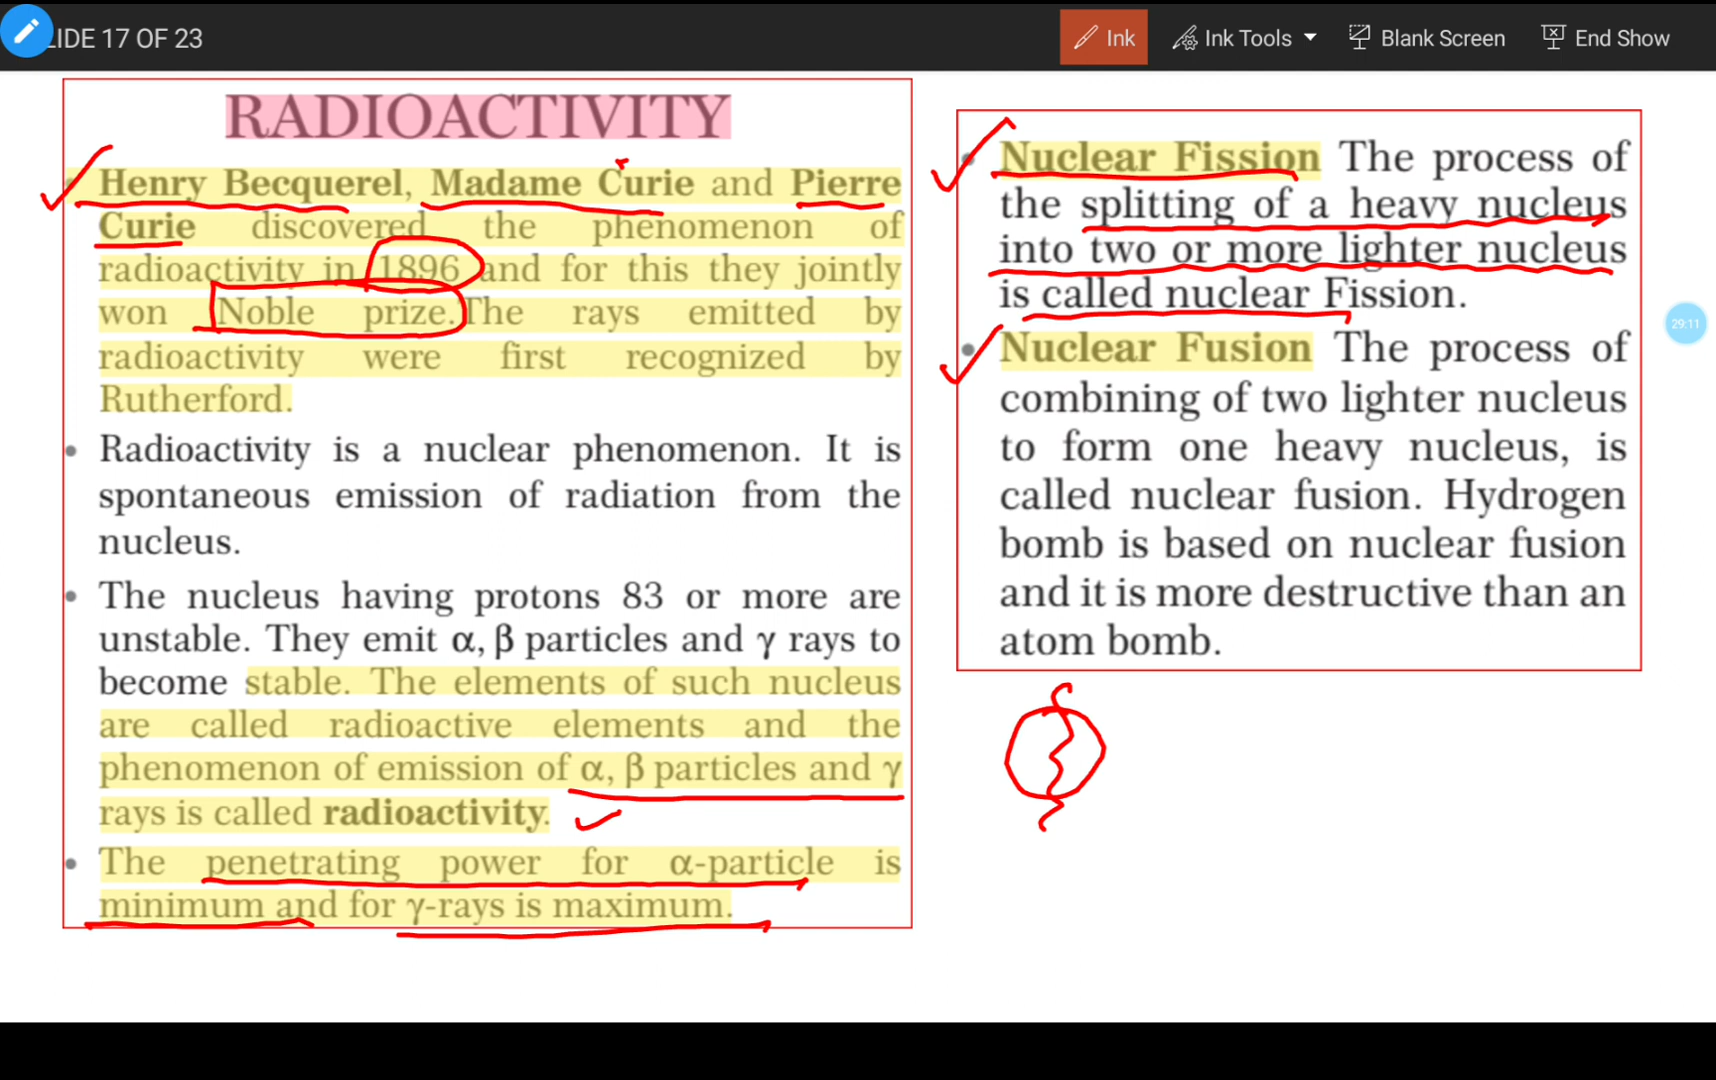 LIDE 17 OF 23
Ink
Ink Tools
Blank Screen
End Show
RADIOACTIVITY
Henry Becquerel, Madame Curie and Pierre
Curie discovered the phenomenon of
radioactivity in 1896 and for this they jointly
won Noble prize. The rays emitted by
radioactivity were first recognized by
Rutherford.
• Radioactivity is a nuclear phenomenon. It is
spontaneous emission of radiation from the
nucleus.
• The nucleus having protons 83 or more are
unstable. They emit α, β particles and γ rays to
become stable. The elements of such nucleus
are called radioactive elements and the
phenomenon of emission of α, β particles and γ
rays is called radioactivity.
• The penetrating power for α-particle is
minimum and for γ-rays is maximum.
• Nuclear Fission The process of
the splitting of a heavy nucleus
into two or more lighter nucleus
is called nuclear Fission.
• Nuclear Fusion The process of
combining of two lighter nucleus
to form one heavy nucleus, is
called nuclear fusion. Hydrogen
bomb is based on nuclear fusion
and it is more destructive than an
atom bomb.
29:11